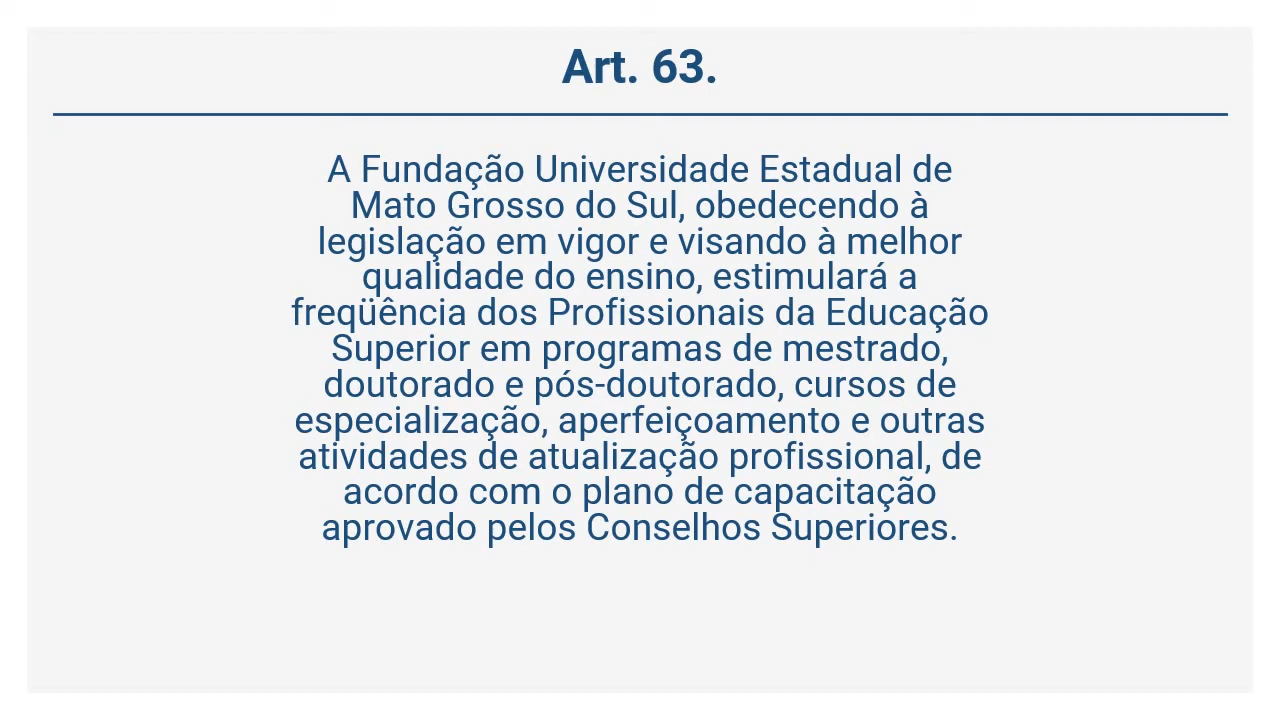 Art. 63.
A Fundação Universidade Estadual de
Mato Grosso do Sul, obedecendo à
legislação em vigor e visando à melhor
qualidade do ensino, estimulará a
freqüência dos Profissionais da Educação
Superior em programas de mestrado,
doutorado e pós-doutorado, cursos de
especialização, aperfeiçoamento e outras
atividades de atualização profissional, de
acordo com o plano de capacitação
aprovado pelos Conselhos Superiores.